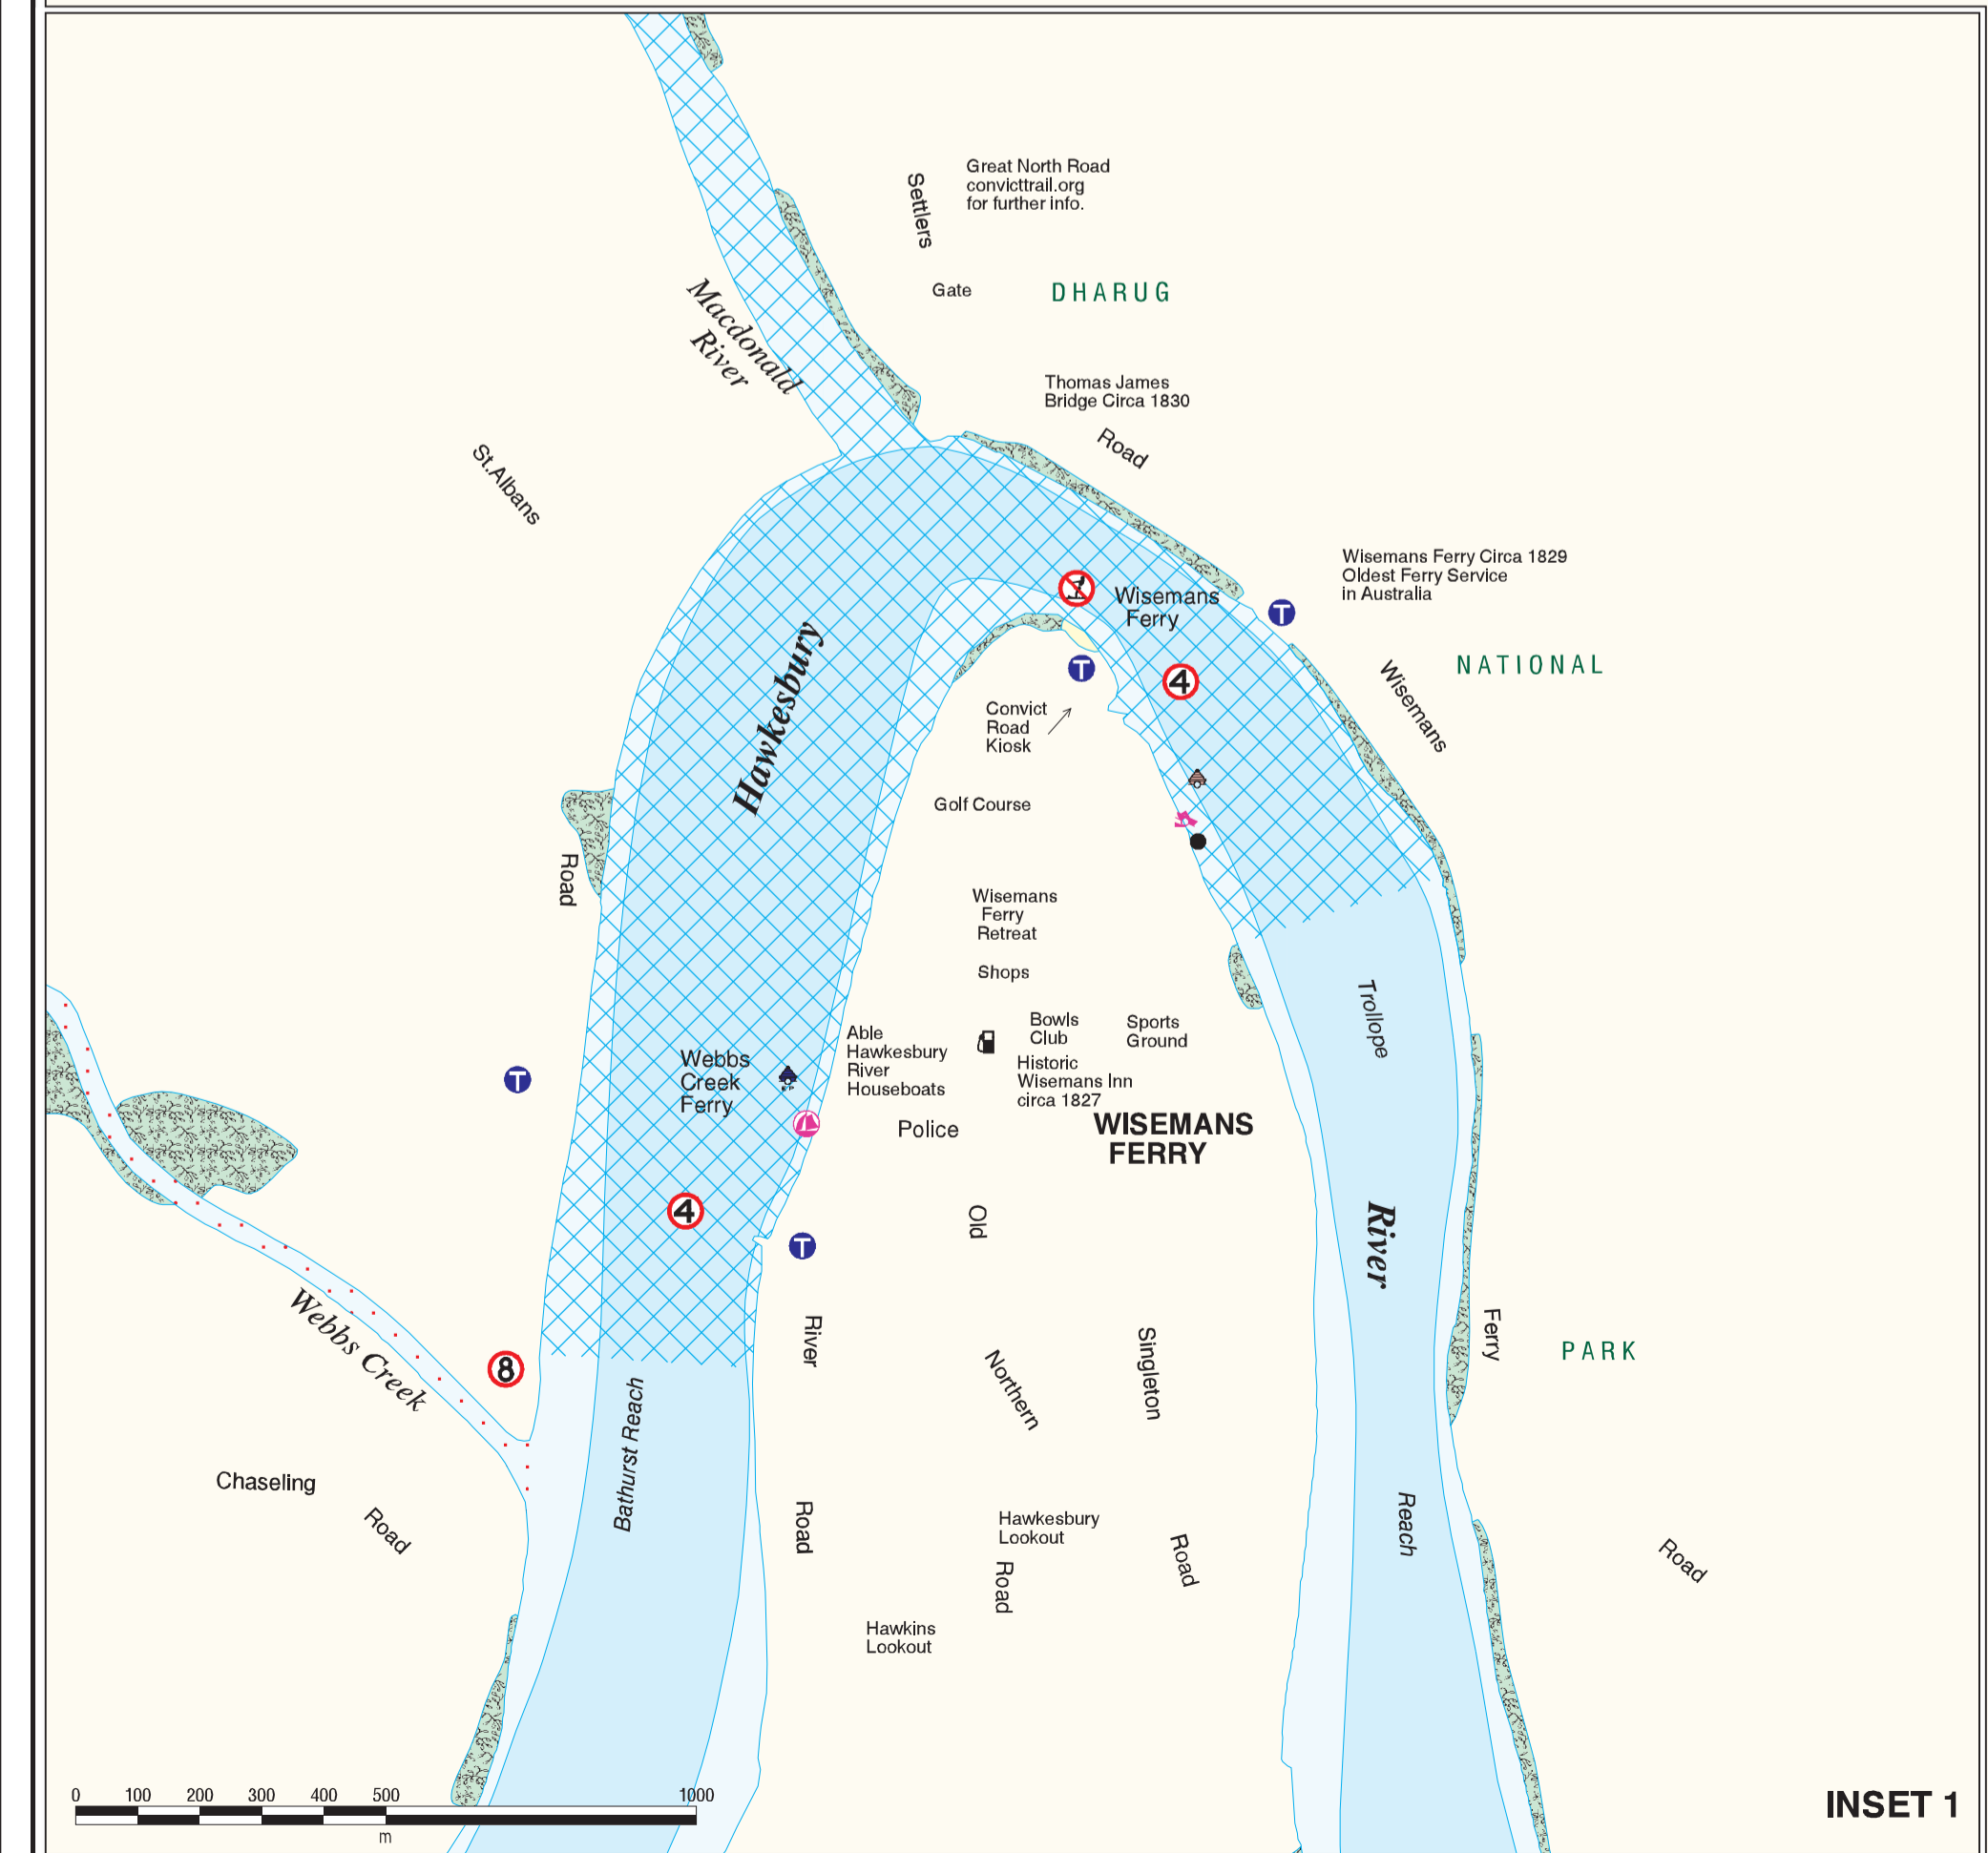 Great North Road
convicttrail.org
for further info.
Settlers
Gate
DHARUG
Macdonald
River
Thomas James
Bridge Circa 1830
Road
St.Albans
Wisemans Ferry Circa 1829
Oldest Ferry Service
in Australia
Wisemans
Ferry
T
T
NATIONAL
Wisemans
4
Hawkesbury
Convict
Road
Kiosk
Golf Course
Road
Wisemans
Ferry
Retreat
Shops
Trollope
Able
Hawkesbury
River
Houseboats
Bowls
Club
Sports
Ground
Historic
Wisemans Inn
circa 1827
Webbs
Creek
Ferry
T
Police
WISEMANS
FERRY
4
T
Old
River
River
Webbs Creek
8
Northern
Singleton
Ferry
PARK
Bathurst Reach
Chaseling
Road
Road
Hawkesbury
Lookout
Road
Road
Reach
Road
Hawkins
Lookout
0 100 200 300 400 500 1000
m
INSET 1